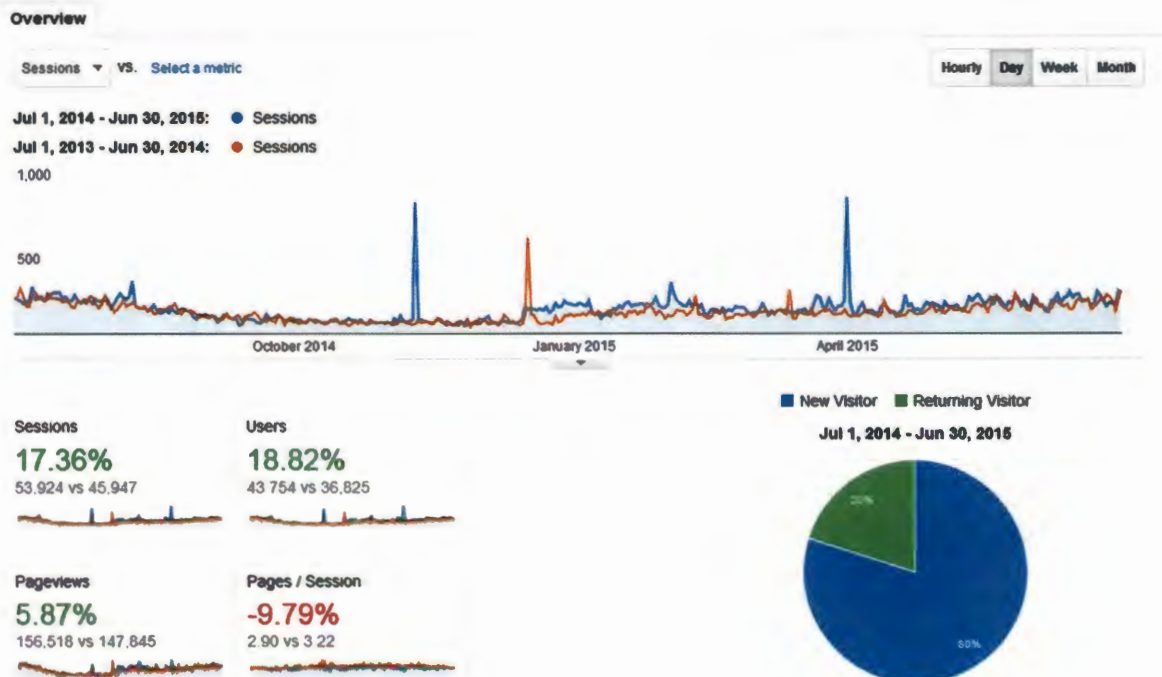 Overview
Sessions vs. Select a metric
Hourly Day Week Month
Jul 1, 2014 - Jun 30, 2015: Sessions
Jul 1, 2013 - Jun 30, 2014: Sessions
1,000
500
October 2014 January 2015 April 2015
New Visitor Returning Visitor
Jul 1, 2014 - Jun 30, 2015
Sessions
17.36%
53,924 vs 45,947
Users
18.82%
43 754 vs 36,825
Pageviews
5.87%
156,518 vs 147,845
Pages / Session
-9.79%
2.90 vs 3 22
20%
80%